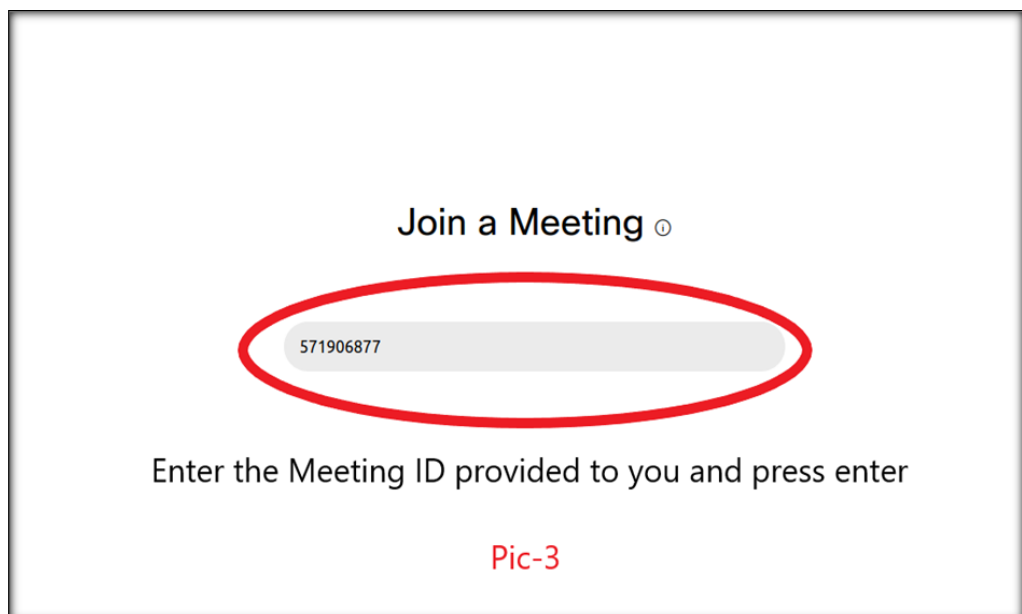 Join a Meeting
571906877
Enter the Meeting ID provided to you and press enter
Pic-3